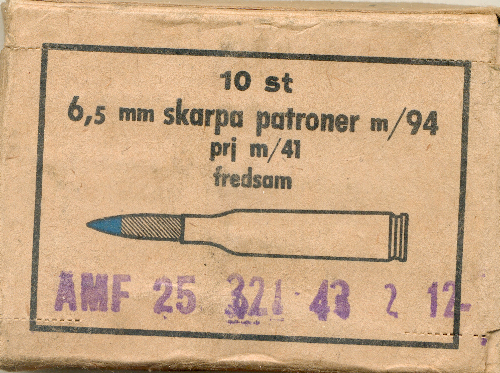 10 st
6,5 mm skarpa patroner m/94
prj m/41
fredsam
AMF 25 321 43 2 12-